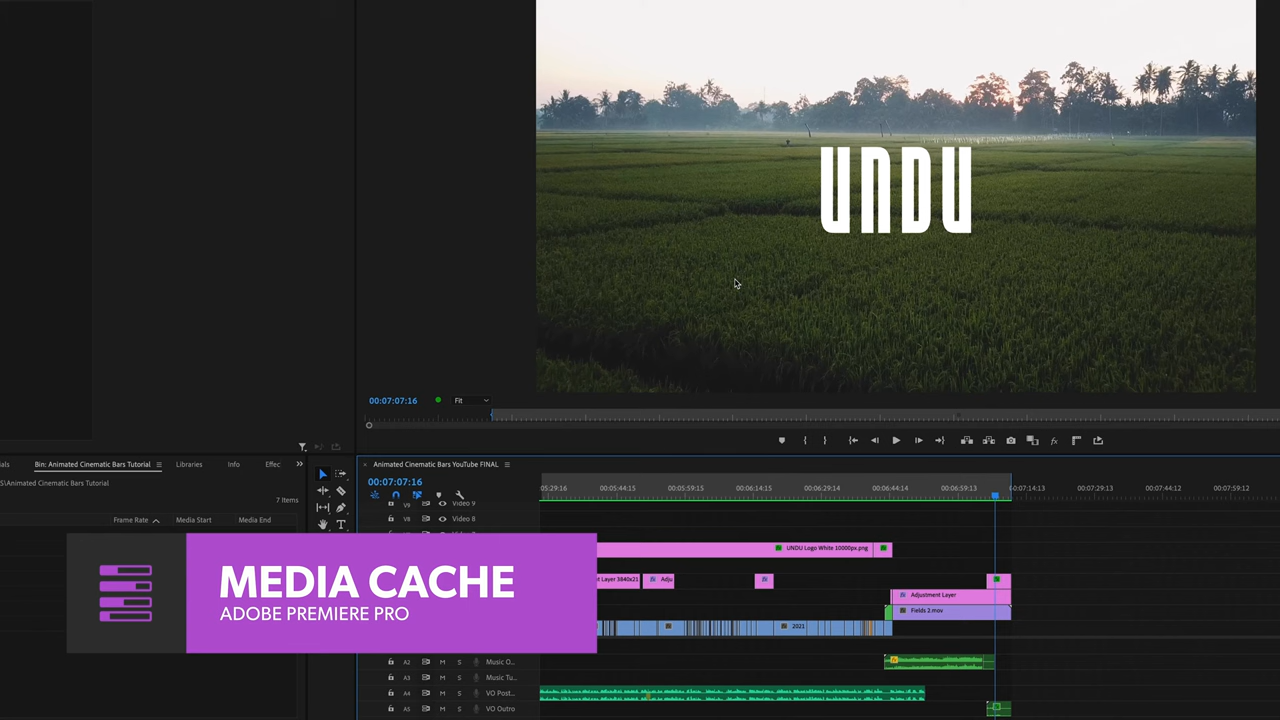 UNDU
00:07:07:16
Fit
Bin: Animated Cinematic Bars Tutorial
Libraries
Info
Effec
Animated Cinematic Bars Tutorial
7 Items
Frame Rate
Media Start
Media End
Animated Cinematic Bars YouTube FINAL
00:07:07:16
:05:29:16 00:05:44:15 00:05:59:15 00:06:14:15 00:06:29:14 00:06:44:14 00:06:59:13 00:07:14:13 00:07:29:13 00:07:44:12 00:07:59:12
V9 Video 9
V8 Video 8
UNDU Logo White 10000px.png
t Layer 3840x21 Adju
Adjustment Layer
Fields 3.mov
2021
MEDIA CACHE
ADOBE PREMIERE PRO
A2 M S Music O...
A3 M S Music Tu...
A4 M S VO Post...
A5 M S VO Outro